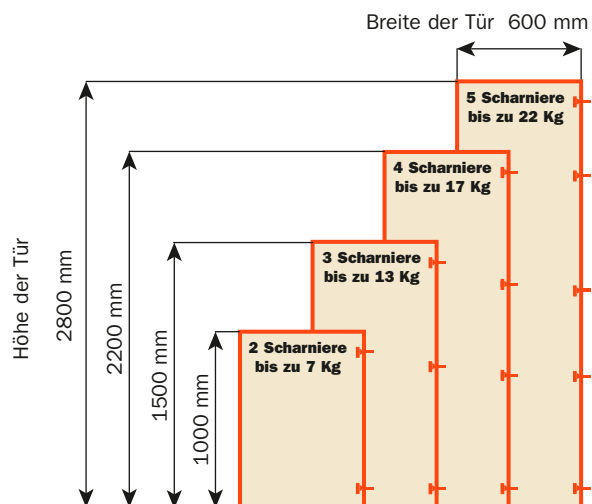 Breite der Tür 600 mm
5 Scharniere
bis zu 22 Kg
4 Scharniere
bis zu 17 Kg
3 Scharniere
bis zu 13 Kg
2 Scharniere
bis zu 7 Kg
Höhe der Tür
2800 mm
2200 mm
1500 mm
1000 mm